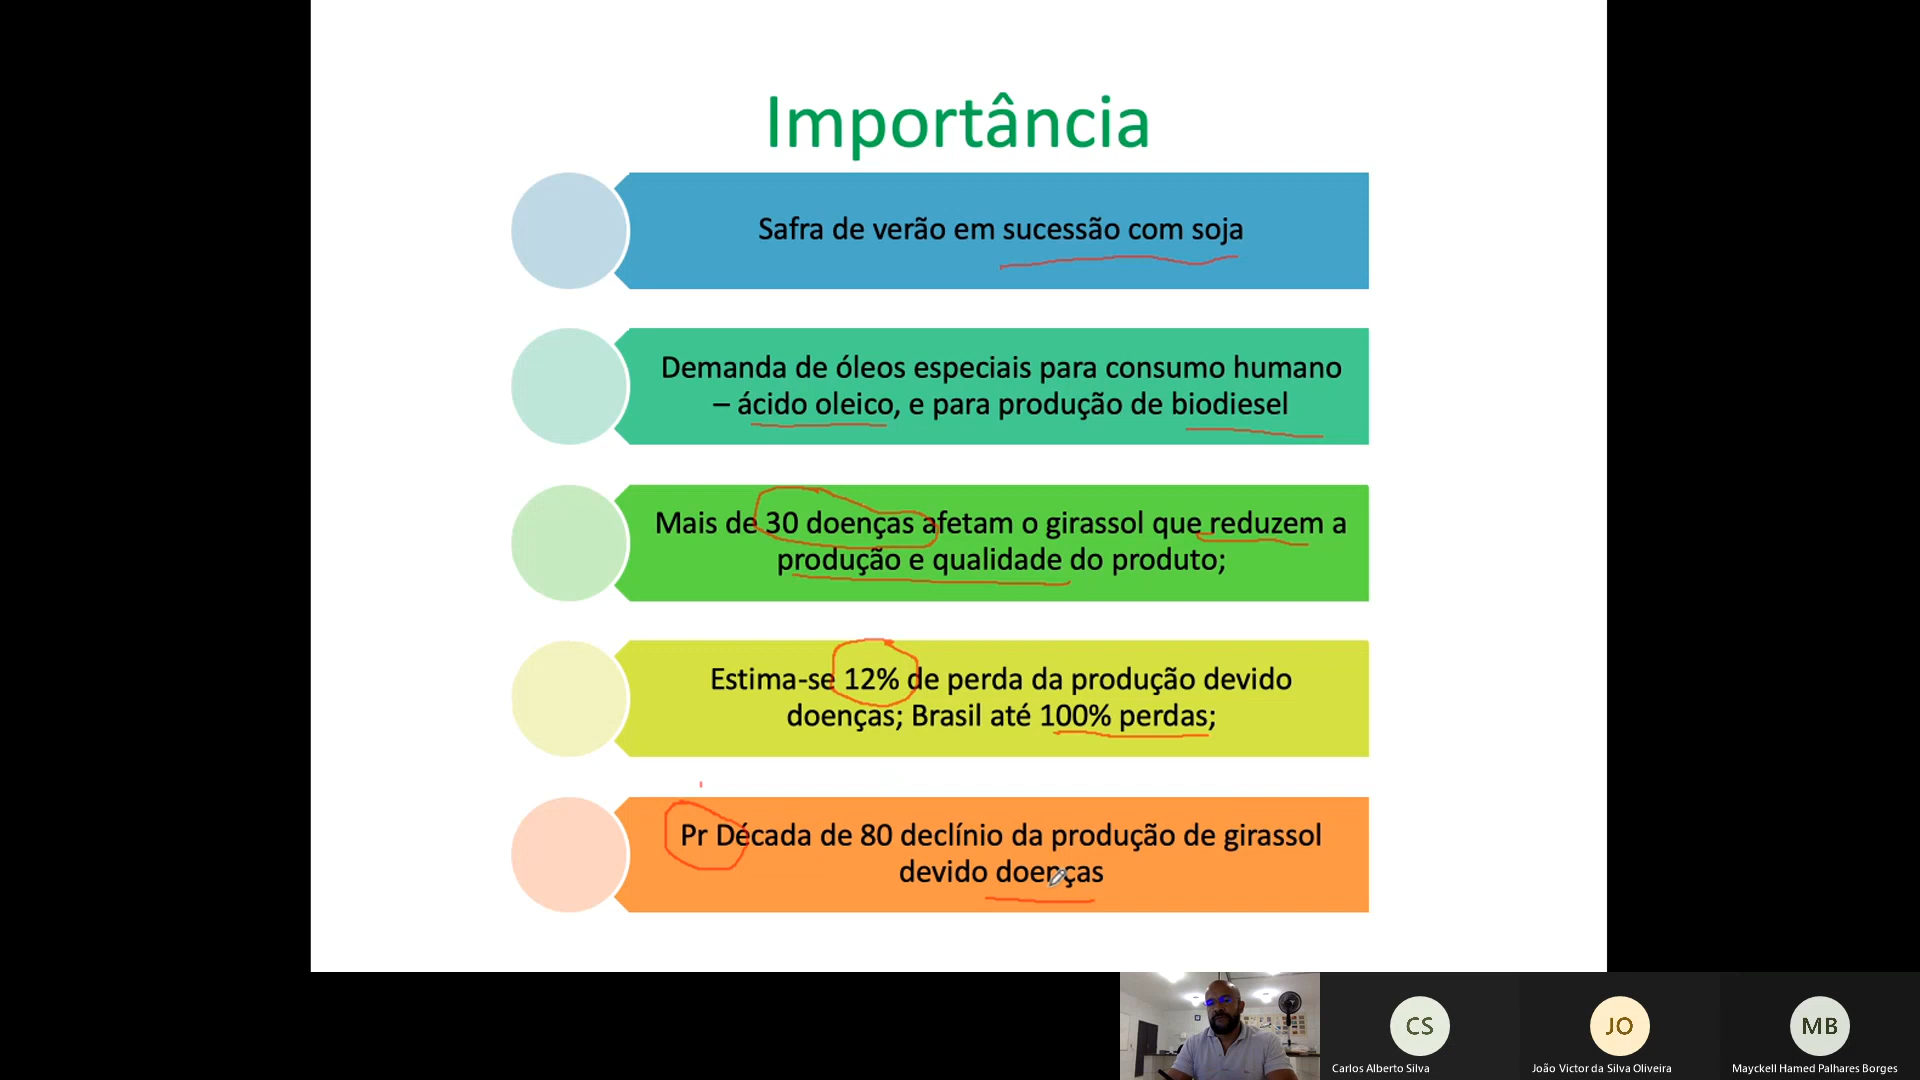 Importância
Safra de verão em sucessão com soja
Demanda de óleos especiais para consumo humano
– ácido oleico, e para produção de biodiesel
Mais de 30 doenças afetam o girassol que reduzem a
produção e qualidade do produto;
Estima-se 12% de perda da produção devido
doenças; Brasil até 100% perdas;
Pr Década de 80 declínio da produção de girassol
devido doenças
CS
JO
MB
Carlos Alberto Silva
João Victor da Silva Oliveira
Mayckell Hamed Palhares Borges